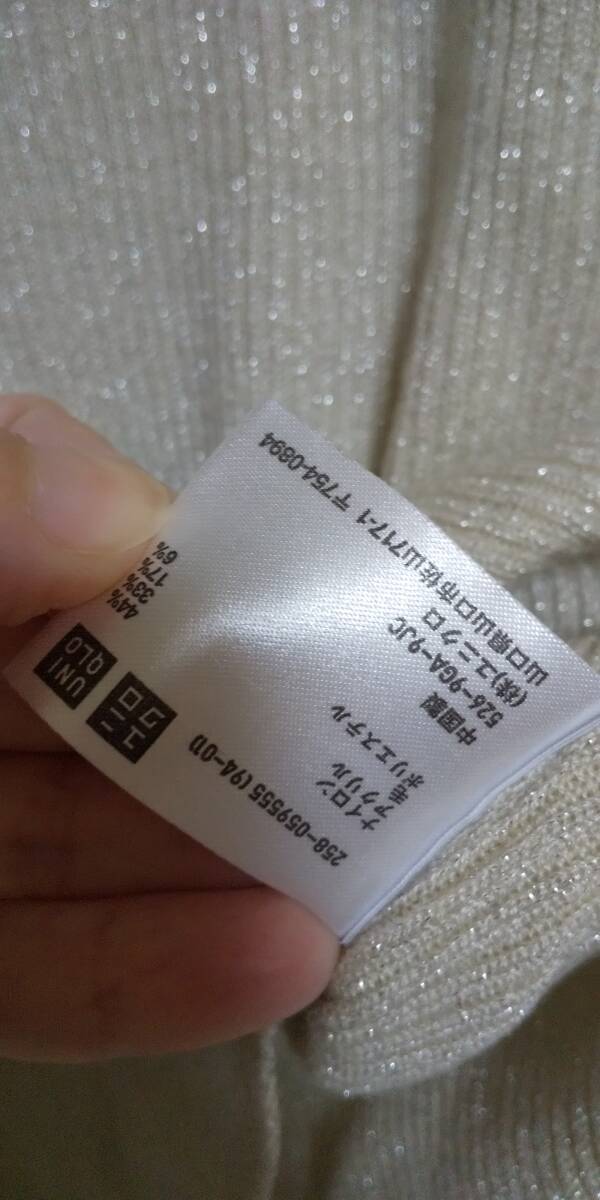 UNI
QLO
ユニ
クロ
258-059555 (94-01)
ナイロン 44%
アクリル 33%
毛 17%
ポリエステル 6%
中国製
526-9GA-9JC
(株)ユニクロ
山口県山口市佐山717-1 〒754-0894